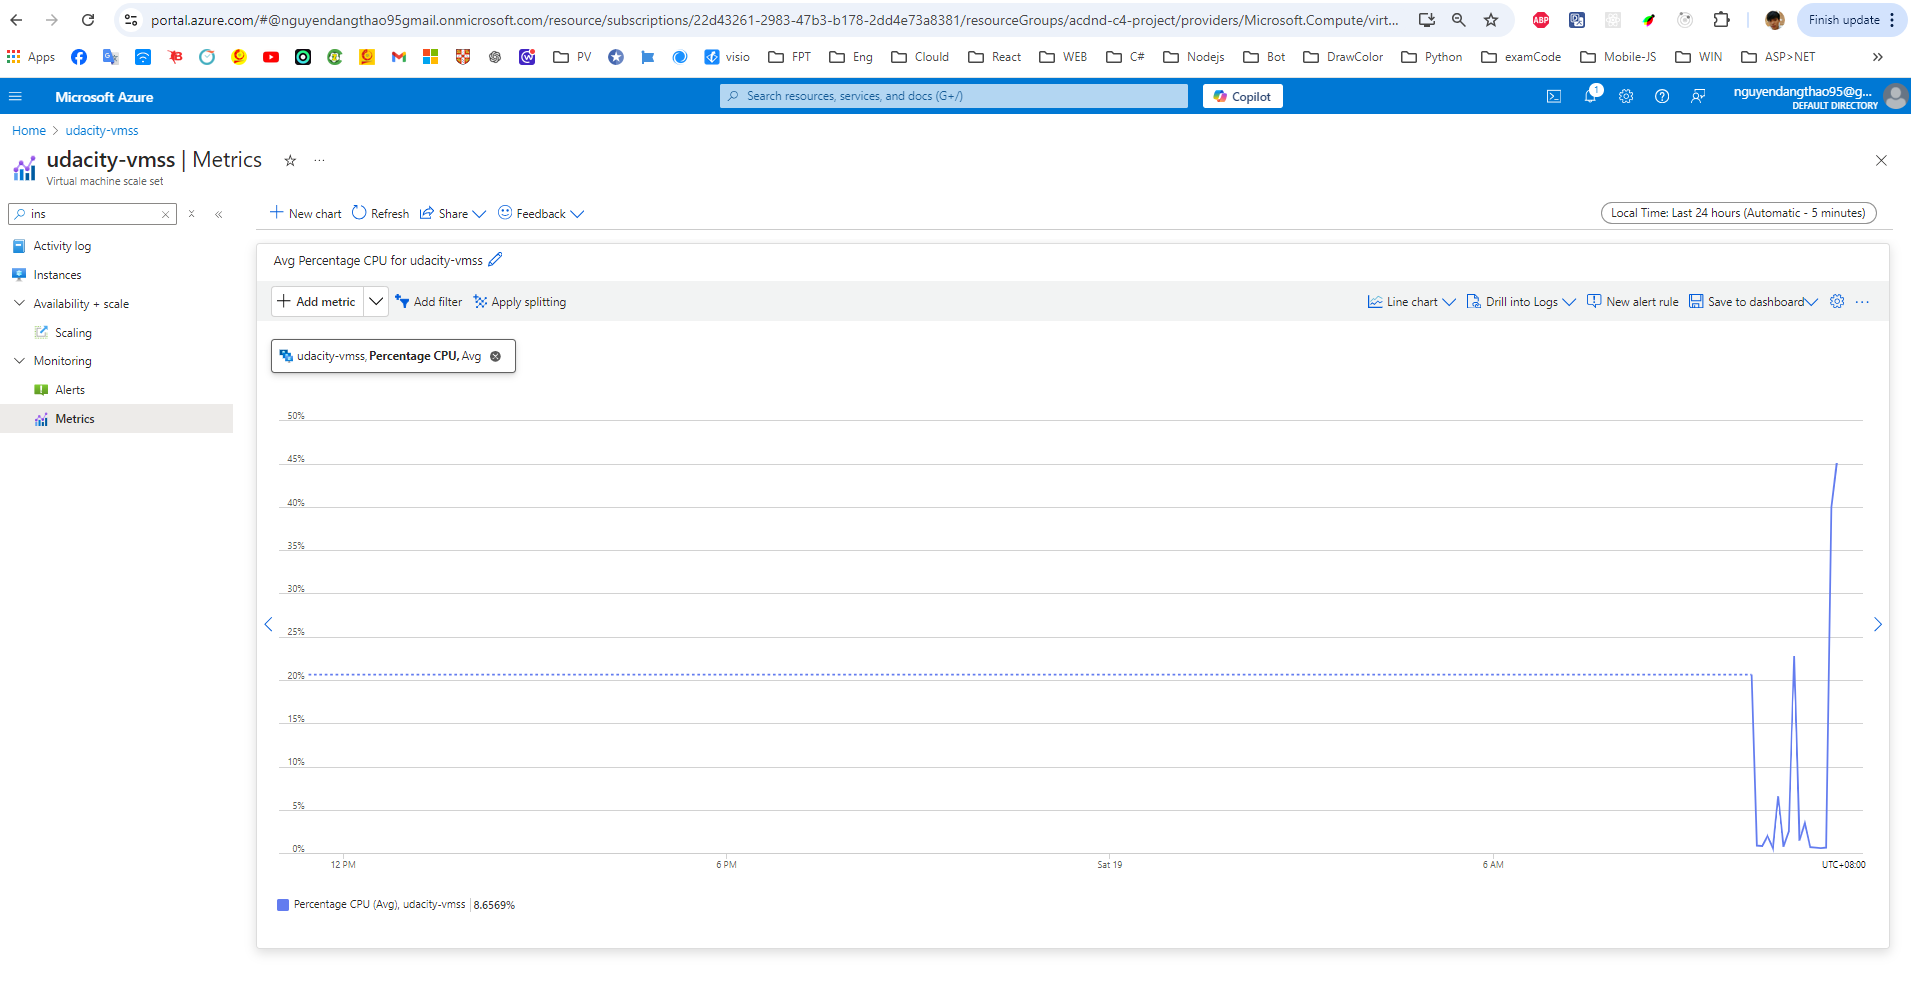 portal.azure.com/#@nguyendangthao95gmail.onmicrosoft.com/resource/subscriptions/22d43261-2983-47b3-b178-2dd4e73a8381/resourceGroups/acdnd-c4-project/providers/Microsoft.Compute/virt...
ABP
Finish update
Apps
visio
PV
FPT
Eng
Clould
React
WEB
C#
Nodejs
Bot
DrawColor
Python
examCode
Mobile-JS
WIN
ASP>NET
Microsoft Azure
Search resources, services, and docs (G+/)
Copilot
1
nguyendangthao95@g...
DEFAULT DIRECTORY
Home > udacity-vmss
udacity-vmss | Metrics
Virtual machine scale set
ins
Activity log
Instances
Availability + scale
Scaling
Monitoring
Alerts
Metrics
New chart
Refresh
Share
Feedback
Local Time: Last 24 hours (Automatic - 5 minutes)
Avg Percentage CPU for udacity-vmss
Add metric
Add filter
Apply splitting
Line chart
Drill into Logs
New alert rule
Save to dashboard
udacity-vmss, Percentage CPU, Avg
50%
45%
40%
35%
30%
25%
20%
15%
10%
5%
0%
12 PM
6 PM
Sat 19
6 AM
UTC+08:00
Percentage CPU (Avg), udacity-vmss | 8.6569%